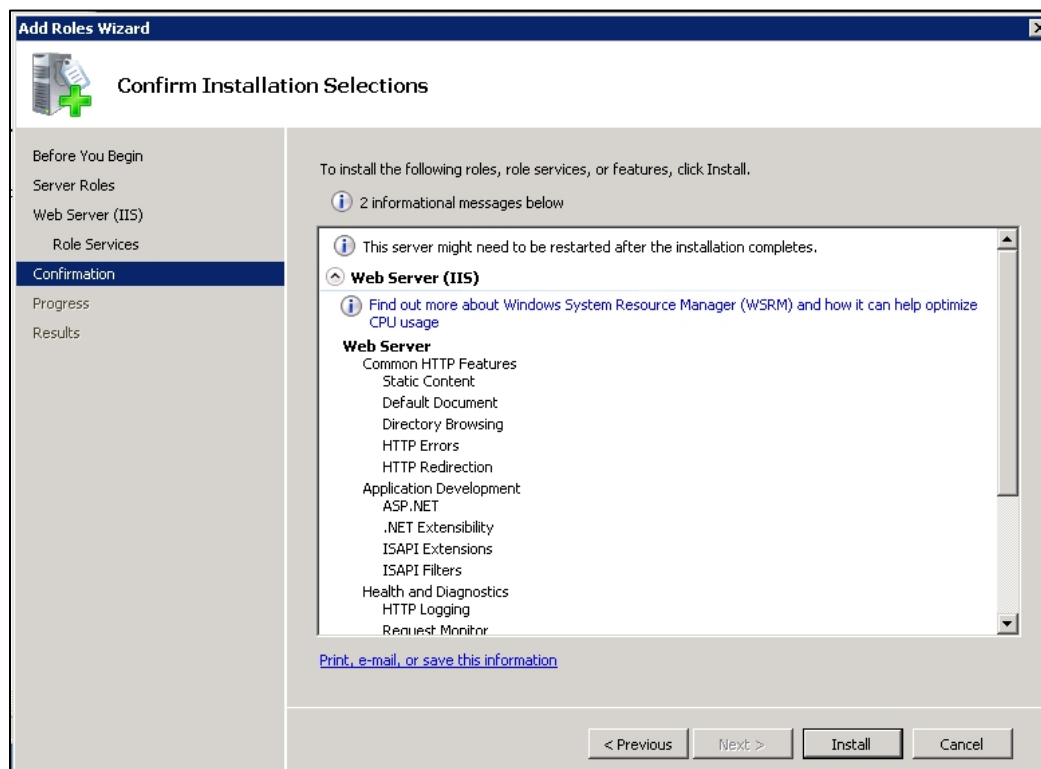 Add Roles Wizard
Confirm Installation Selections
Before You Begin
Server Roles
Web Server (IIS)
Role Services
Confirmation
Progress
Results
To install the following roles, role services, or features, click Install.
2 informational messages below
This server might need to be restarted after the installation completes.
Web Server (IIS)
Find out more about Windows System Resource Manager (WSRM) and how it can help optimize
CPU usage
Web Server
Common HTTP Features
Static Content
Default Document
Directory Browsing
HTTP Errors
HTTP Redirection
Application Development
ASP.NET
.NET Extensibility
ISAPI Extensions
ISAPI Filters
Health and Diagnostics
HTTP Logging
Request Monitor
Print, e-mail, or save this information
< Previous
Next >
Install
Cancel